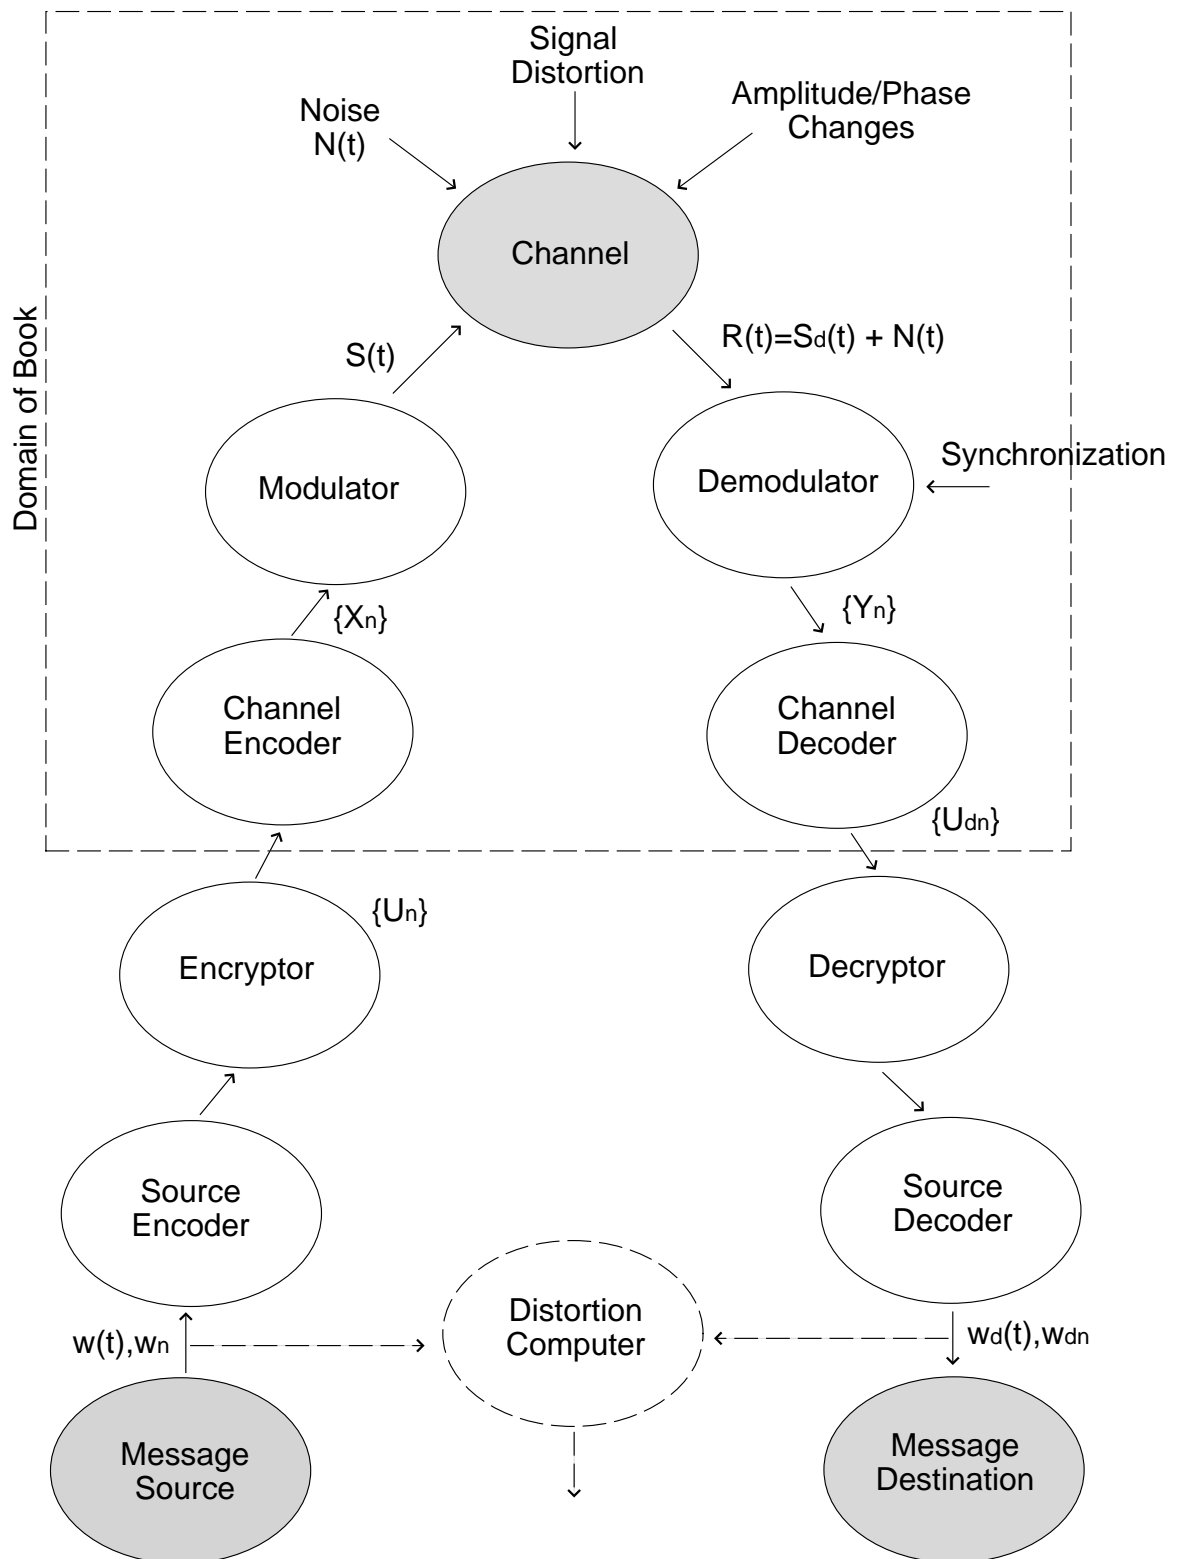 Signal
Distortion
Noise
N(t)
Amplitude/Phase
Changes
Channel
Domain of Book
S(t)
R(t)=Sd(t) + N(t)
Modulator
Demodulator
Synchronization
{Xn}
{Yn}
Channel
Encoder
Channel
Decoder
{Udn}
{Un}
Encryptor
Decryptor
Source
Encoder
Source
Decoder
Distortion
Computer
w(t),wn
wd(t),wdn
Message
Source
Message
Destination